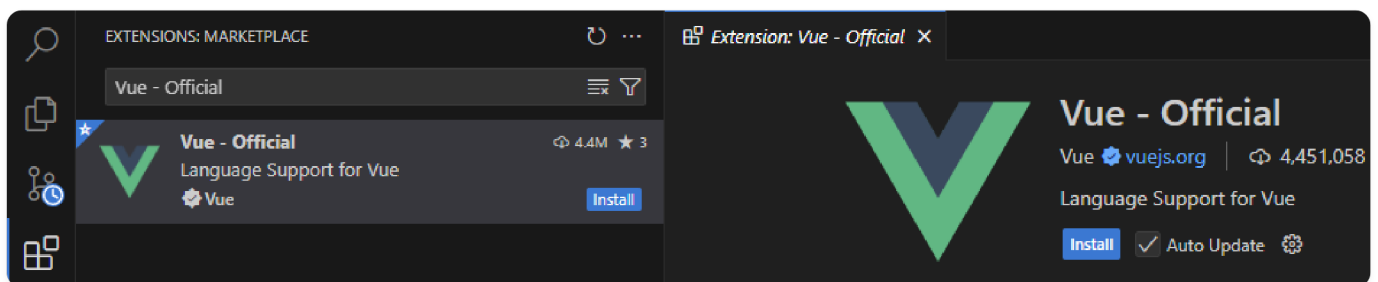 EXTENSIONS: MARKETPLACE
Vue - Official
Vue - Official
4.4M ★ 3
Language Support for Vue
Vue
Install
Extension: Vue - Official
Vue - Official
Vue vuejs.org | 4,451,058
Language Support for Vue
Install Auto Update